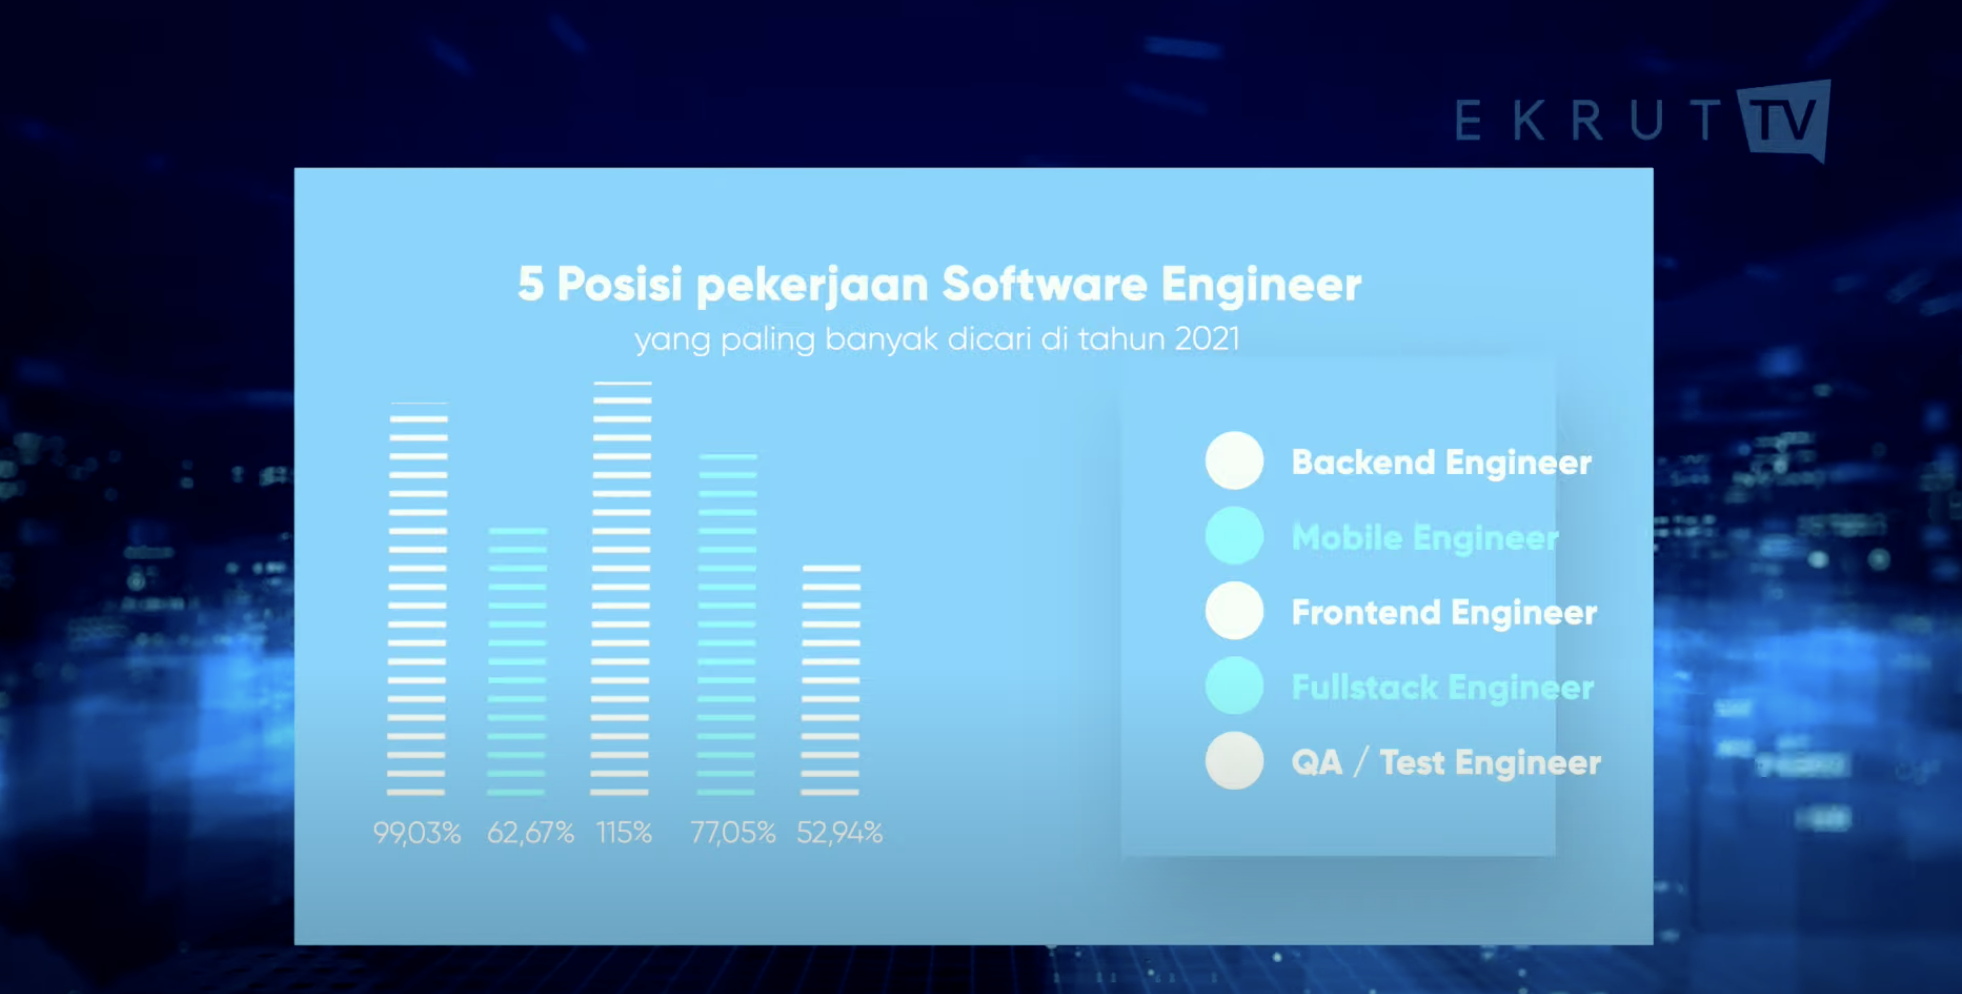 EKRUT TV
5 Posisi pekerjaan Software Engineer
yang paling banyak dicari di tahun 2021
Backend Engineer
Mobile Engineer
Frontend Engineer
Fullstack Engineer
QA / Test Engineer
99,03% 62,67% 115% 77,05% 52,94%